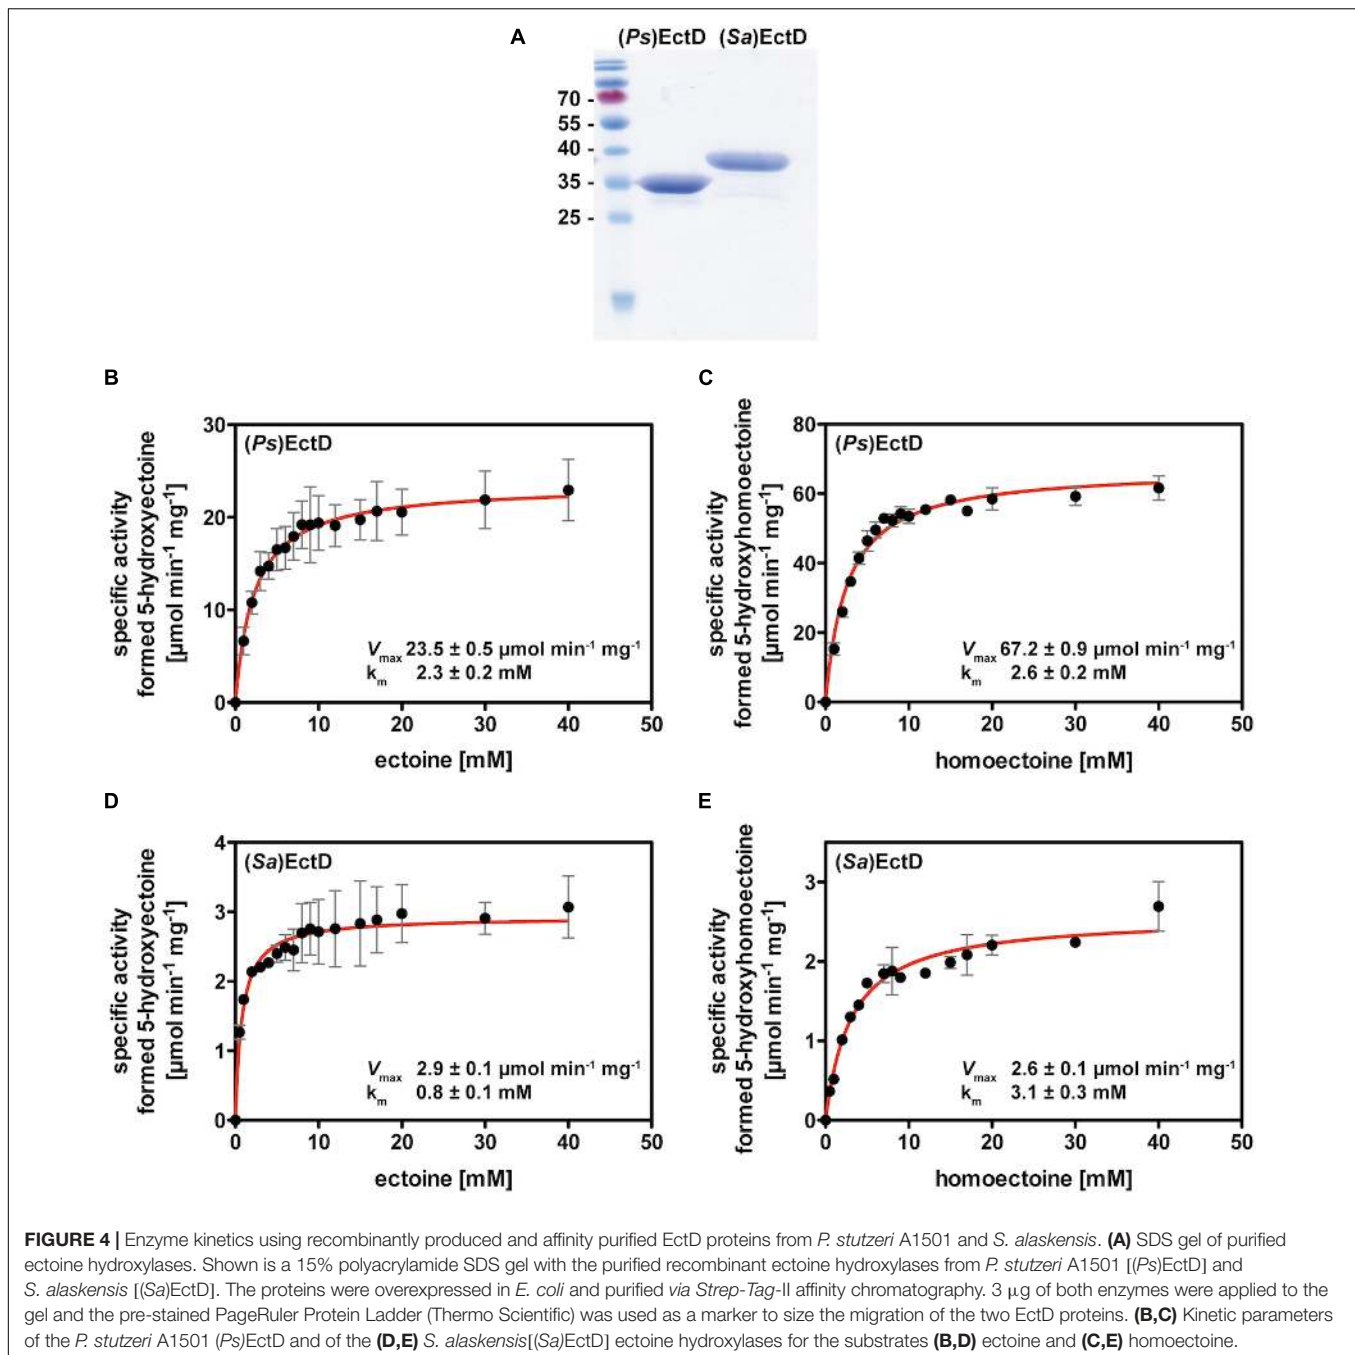 A
(Ps)EctD (Sa)EctD
70 -
55 -
40 -
35 -
25 -
B
specific activity
formed 5-hydroxyectoine
[µmol min-1 mg-1]
30
20
10
0
(Ps)EctD
Vmax 23.5 ± 0.5 µmol min-1 mg-1
km 2.3 ± 0.2 mM
0 10 20 30 40 50
ectoine [mM]
C
specific activity
formed 5-hydroxyhomoectoine
[µmol min-1 mg-1]
80
60
40
20
0
(Ps)EctD
Vmax 67.2 ± 0.9 µmol min-1 mg-1
km 2.6 ± 0.2 mM
0 10 20 30 40 50
homoectoine [mM]
D
specific activity
formed 5-hydroxyectoine
[µmol min-1 mg-1]
4
3
2
1
0
(Sa)EctD
Vmax 2.9 ± 0.1 µmol min-1 mg-1
km 0.8 ± 0.1 mM
0 10 20 30 40 50
ectoine [mM]
E
specific activity
formed 5-hydroxyhomoectoine
[µmol min-1 mg-1]
3
2
1
0
(Sa)EctD
Vmax 2.6 ± 0.1 µmol min-1 mg-1
km 3.1 ± 0.3 mM
0 10 20 30 40 50
homoectoine [mM]
FIGURE 4 | Enzyme kinetics using recombinantly produced and affinity purified EctD proteins from P. stutzeri A1501 and S. alaskensis. (A) SDS gel of purified
ectoine hydroxylases. Shown is a 15% polyacrylamide SDS gel with the purified recombinant ectoine hydroxylases from P. stutzeri A1501 [(Ps)EctD] and
S. alaskensis [(Sa)EctD]. The proteins were overexpressed in E. coli and purified via Strep-Tag-II affinity chromatography. 3 µg of both enzymes were applied to the
gel and the pre-stained PageRuler Protein Ladder (Thermo Scientific) was used as a marker to size the migration of the two EctD proteins. (B,C) Kinetic parameters
of the P. stutzeri A1501 (Ps)EctD and of the (D,E) S. alaskensis[(Sa)EctD] ectoine hydroxylases for the substrates (B,D) ectoine and (C,E) homoectoine.